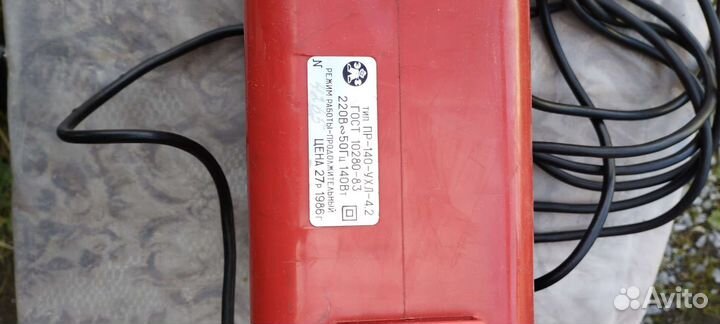 ТИП ПР-140-УХЛ-4.2
ГОСТ 10280-83
220В∾50Гц 140Вт
РЕЖИМ РАБОТЫ-ПРОДОЛЖИТЕЛЬНЫЙ
N ЦЕНА 27р 1986г
Avito